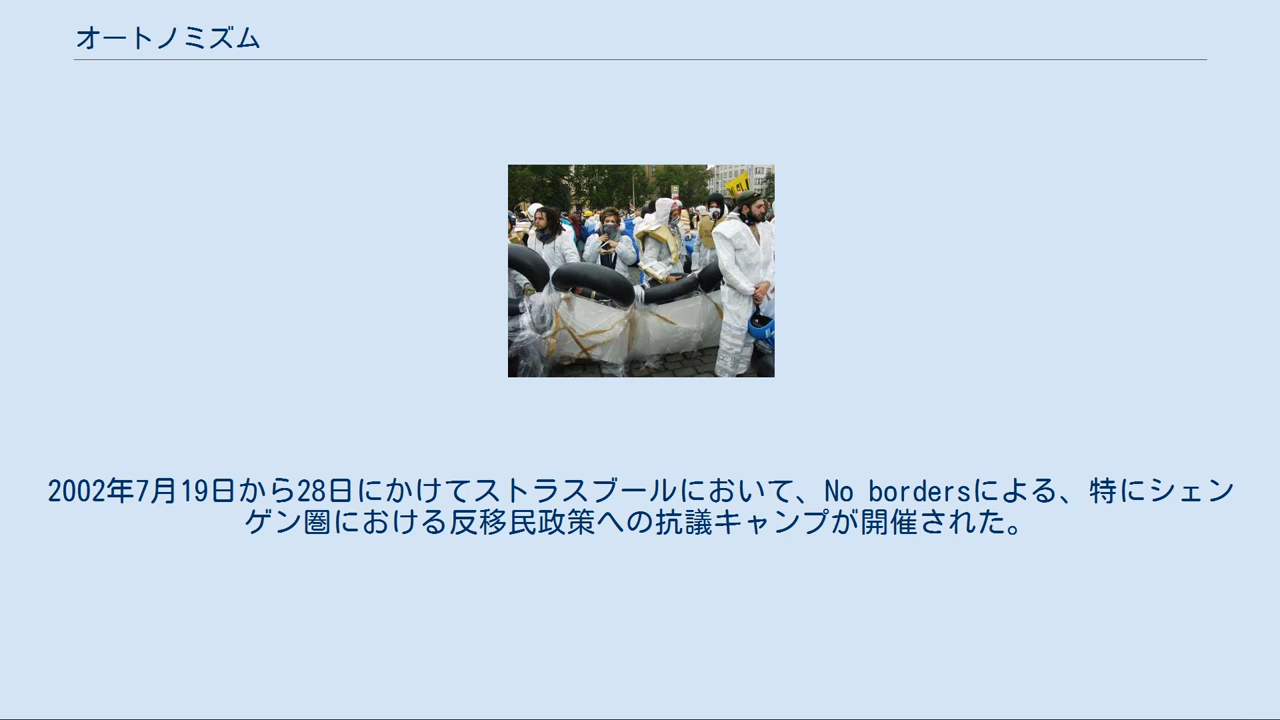 オートノミズム
2002年7月19日から28日にかけてストラスブールにおいて、No bordersによる、特にシェン
ゲン圏における反移民政策への抗議キャンプが開催された。